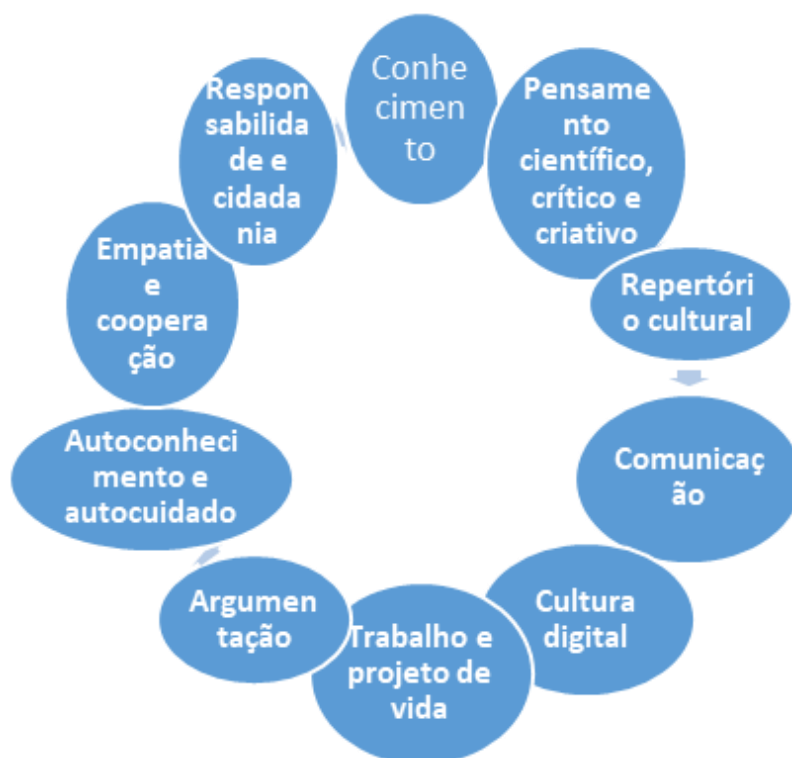 Conhe
cimen
to
Pensame
nto
científico,
crítico e
criativo
Repertóri
o cultural
Comunicaç
ão
Cultura
digital
Trabalho e
projeto de
vida
Argumen
tação
Autoconheci
mento e
autocuidado
Empatia
e
coopera
ção
Respon
sabilida
de e
cidada
nia